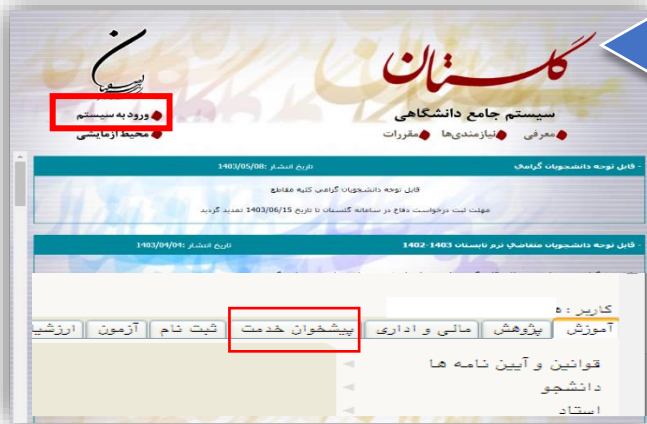 گلستان
سیستم جامع دانشگاهی
معرفی نیازمندی‌ها مقررات
ورود به سیستم
محیط آزمایشی
- قابل توجه دانشجویان گرامی تاریخ انتشار :1403/05/08
قابل توجه دانشجویان گرامی کلیه مقاطع
مهلت ثبت درخواست دفاع در سامانه گلستان تا تاریخ 1403/06/15 تمدید گردید
- قابل توجه دانشجویان متقاضی ترم تابستان 1403-1402 تاریخ انتشار :1403/04/04
کاربر : ه
آموزش پژوهش مالی و اداری پیشخوان خدمت ثبت نام آزمون ارزشیا
قوانین و آیین نامه ها
دانشجو
استاد